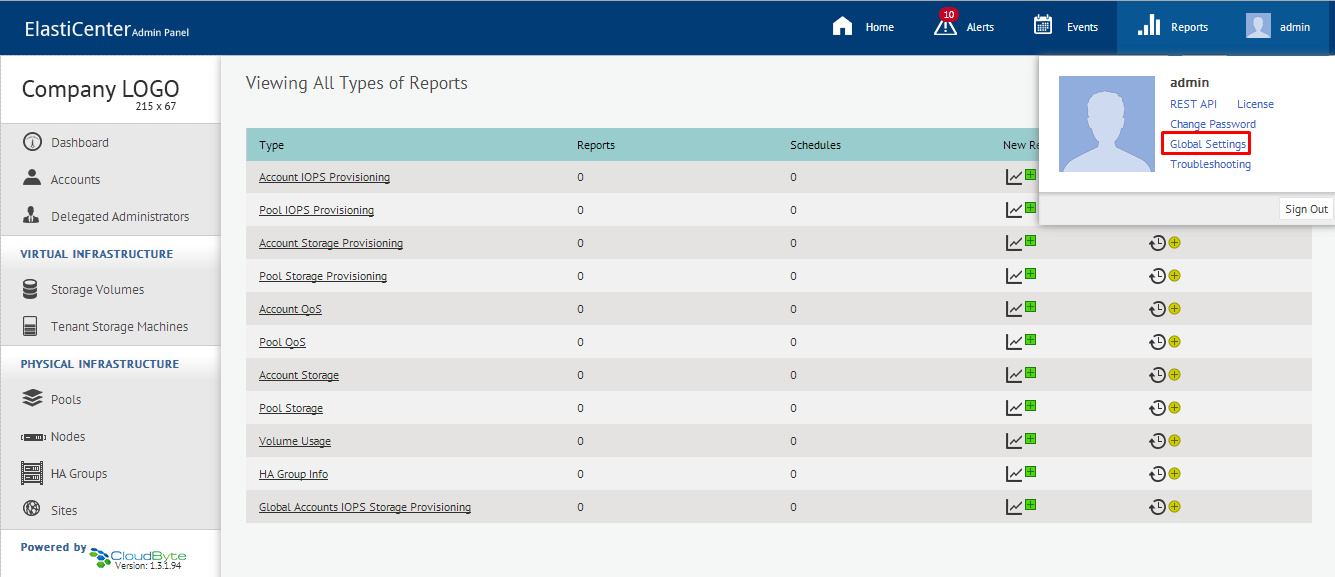 ElastiCenter Admin Panel
Home
10
Alerts
Events
Reports
admin
Company LOGO
215 x 67
Dashboard
Accounts
Delegated Administrators
VIRTUAL INFRASTRUCTURE
Storage Volumes
Tenant Storage Machines
PHYSICAL INFRASTRUCTURE
Pools
Nodes
HA Groups
Sites
Powered by CloudByte
Version: 1.3.1.94
Viewing All Types of Reports
Type Reports Schedules New Re
Account IOPS Provisioning 0 0
Pool IOPS Provisioning 0 0
Account Storage Provisioning 0 0
Pool Storage Provisioning 0 0
Account QoS 0 0
Pool QoS 0 0
Account Storage 0 0
Pool Storage 0 0
Volume Usage 0 0
HA Group Info 0 0
Global Accounts IOPS Storage Provisioning 0 0
admin
REST API License
Change Password
Global Settings
Troubleshooting
Sign Out